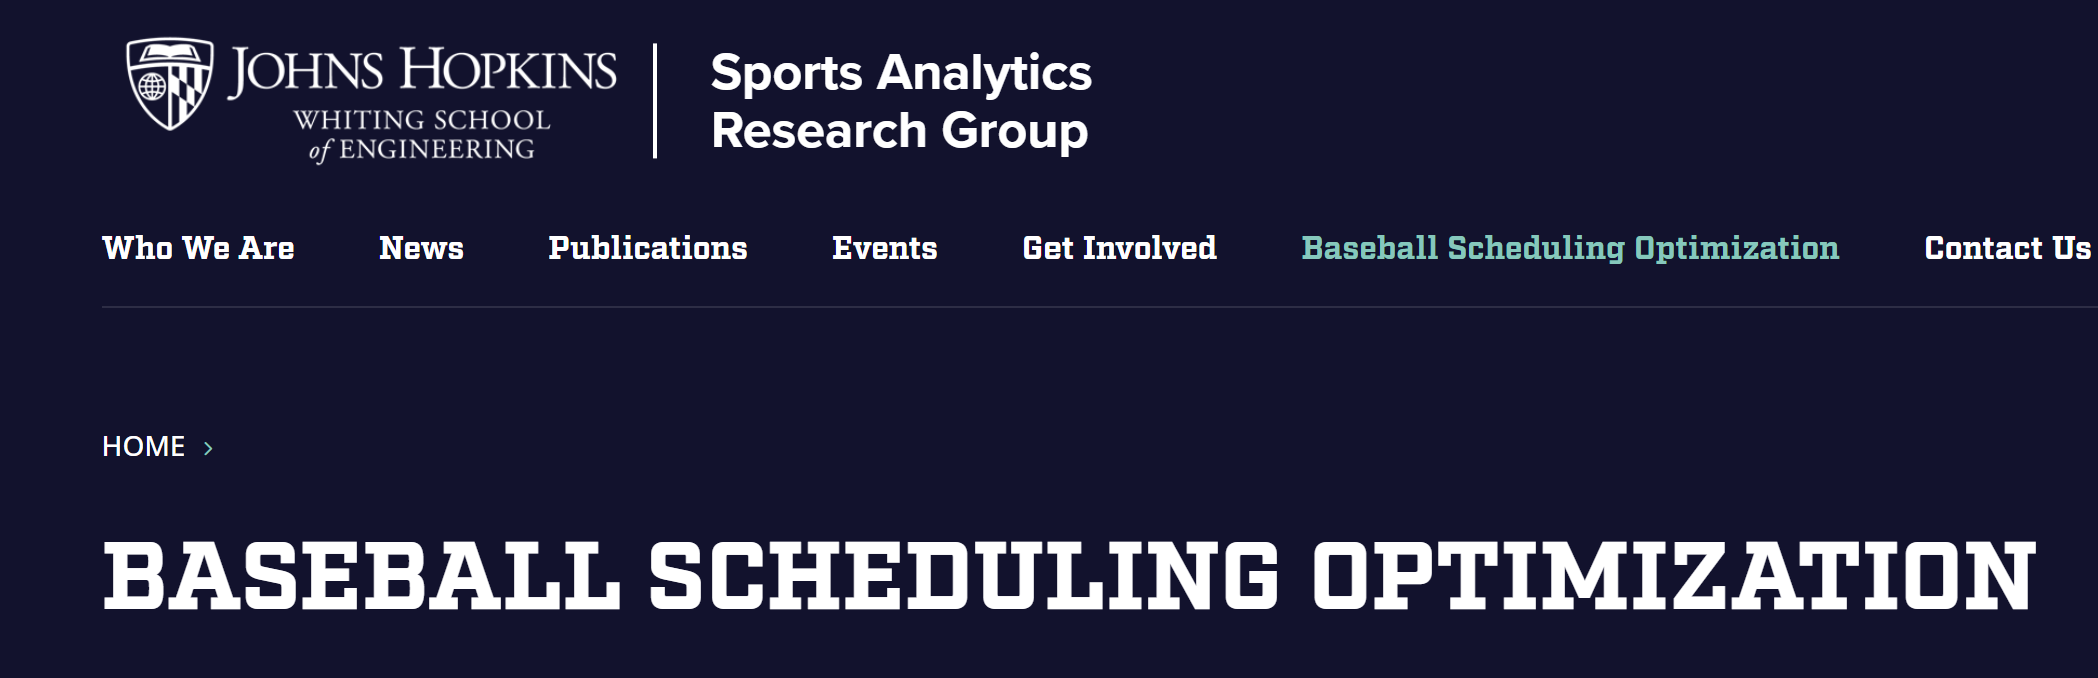 JOHNS HOPKINS
WHITING SCHOOL
of ENGINEERING
Sports Analytics
Research Group
Who We Are News Publications Events Get Involved Baseball Scheduling Optimization Contact Us
HOME >
BASEBALL SCHEDULING OPTIMIZATION